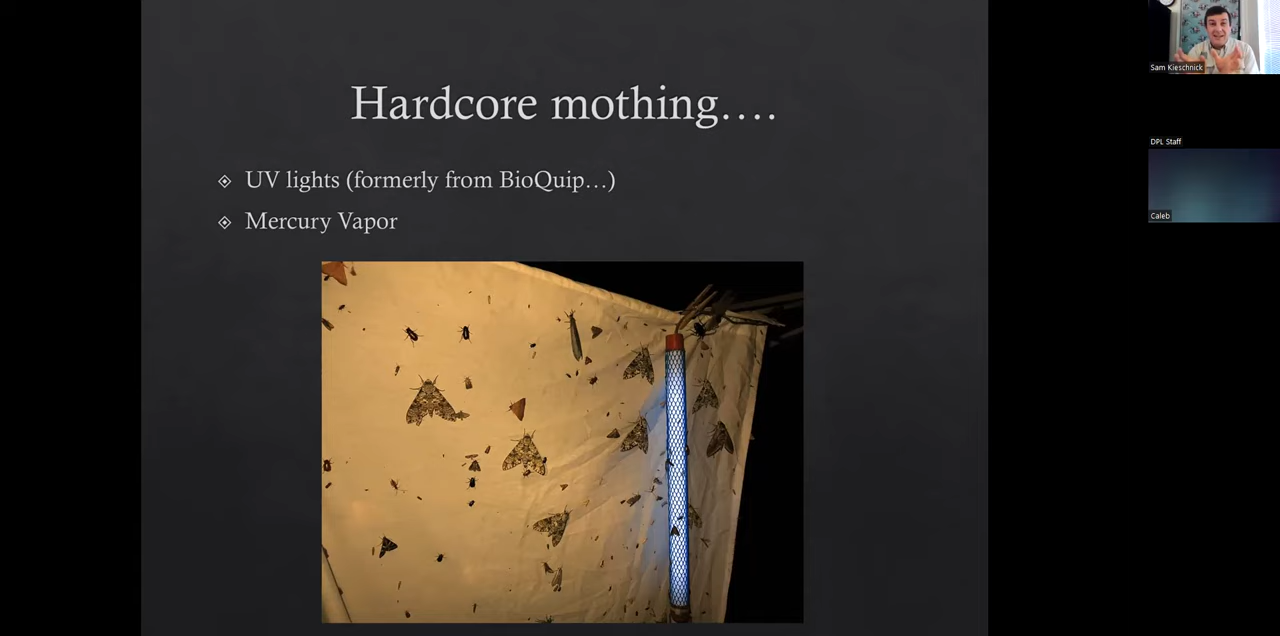 Hardcore mothing....
UV lights (formerly from BioQuip...)
Mercury Vapor
Sam Kieschnick
DPL Staff
Caleb